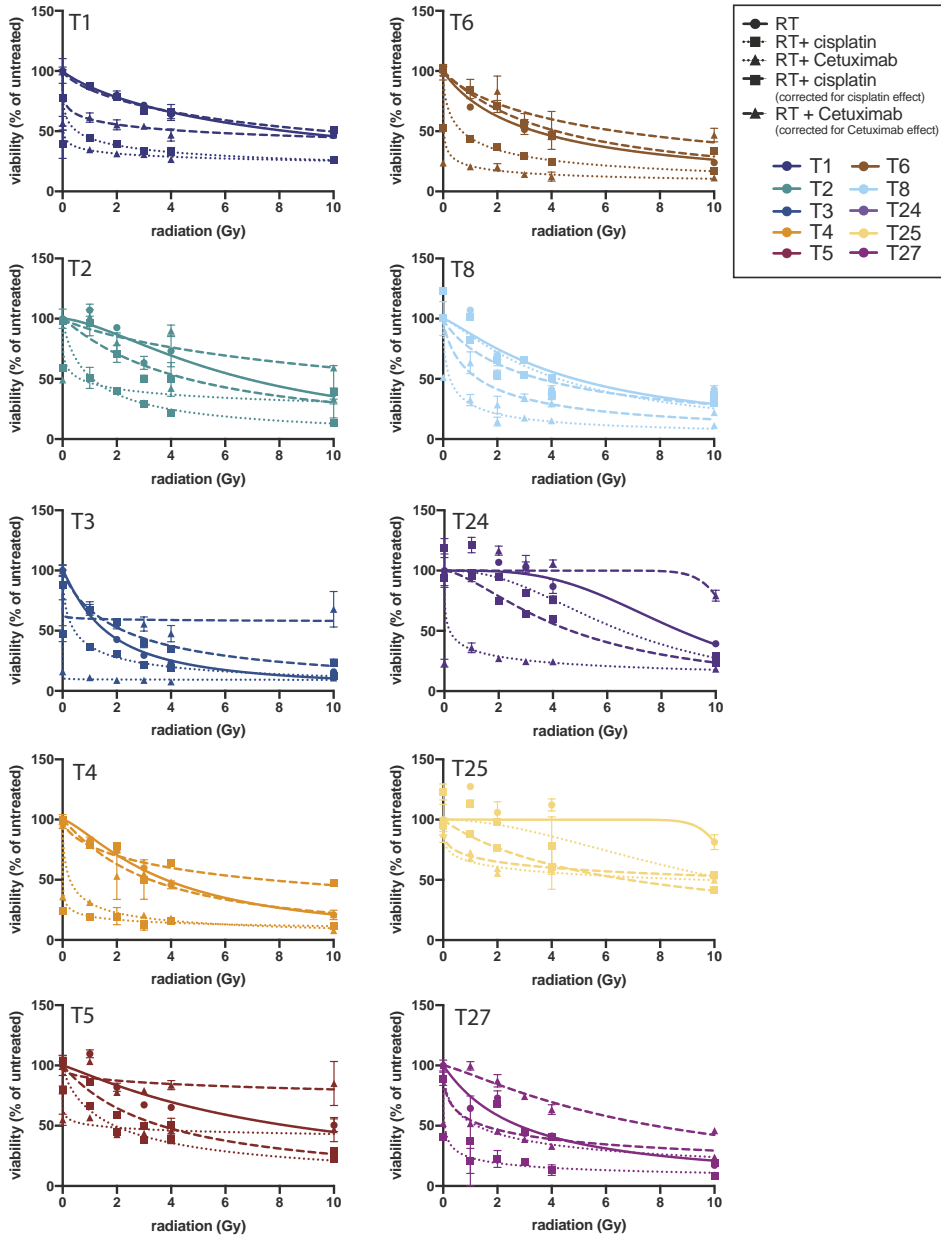 T1
viability (% of untreated)
150
100
50
0
0 2 4 6 8 10
radiation (Gy)
T6
viability (% of untreated)
150
100
50
0
0 2 4 6 8 10
radiation (Gy)
RT
RT+ cisplatin
RT+ Cetuximab
RT+ cisplatin
(corrected for cisplatin effect)
RT + Cetuximab
(corrected for Cetuximab effect)
T1 T6
T2 T8
T3 T24
T4 T25
T5 T27
T2
viability (% of untreated)
150
100
50
0
0 2 4 6 8 10
radiation (Gy)
T8
viability (% of untreated)
150
100
50
0
0 2 4 6 8 10
radiation (Gy)
T3
viability (% of untreated)
150
100
50
0
0 2 4 6 8 10
radiation (Gy)
T24
viability (% of untreated)
150
100
50
0
0 2 4 6 8 10
radiation (Gy)
T4
viability (% of untreated)
150
100
50
0
0 2 4 6 8 10
radiation (Gy)
T25
viability (% of untreated)
150
100
50
0
0 2 4 6 8 10
radiation (Gy)
T5
viability (% of untreated)
150
100
50
0
0 2 4 6 8 10
radiation (Gy)
T27
viability (% of untreated)
150
100
50
0
0 2 4 6 8 10
radiation (Gy)